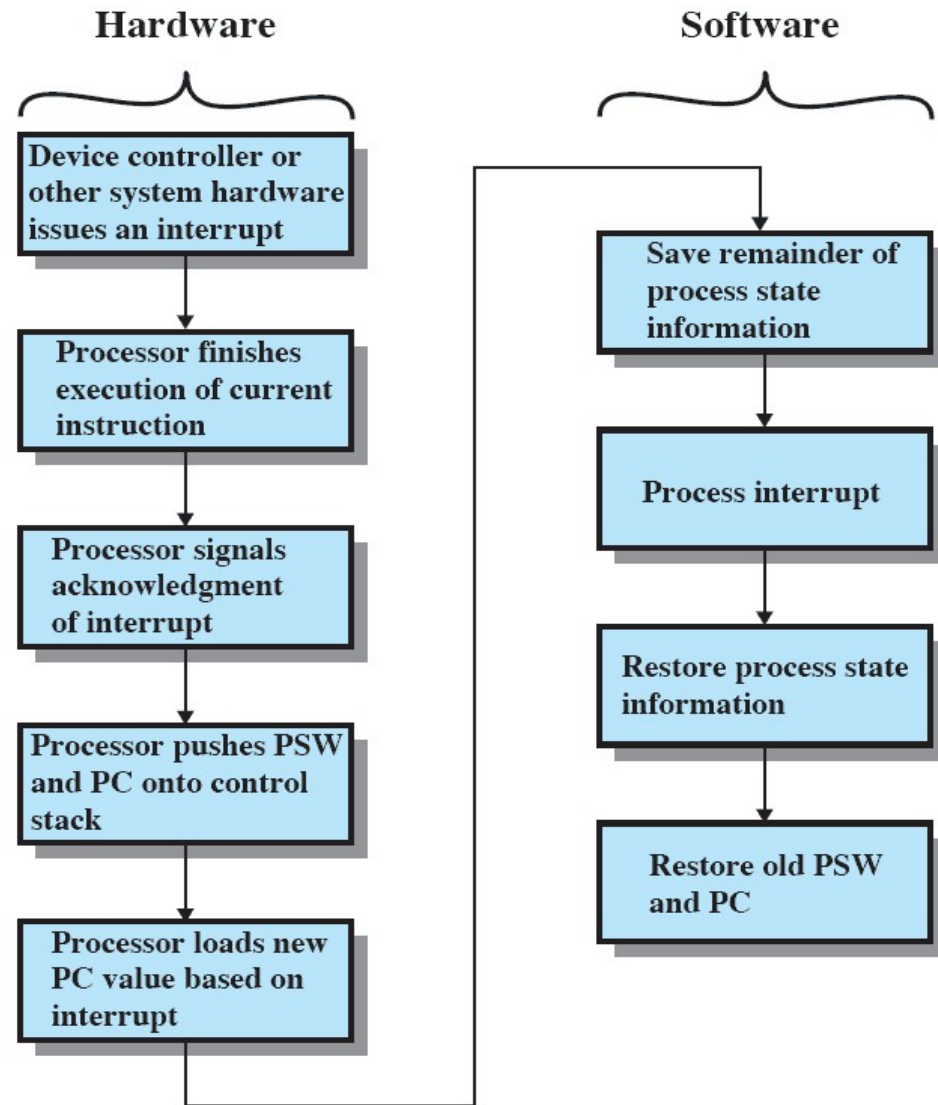 Hardware
Device controller or
other system hardware
issues an interrupt
Processor finishes
execution of current
instruction
Processor signals
acknowledgment
of interrupt
Processor pushes PSW
and PC onto control
stack
Processor loads new
PC value based on
interrupt
Software
Save remainder of
process state
information
Process interrupt
Restore process state
information
Restore old PSW
and PC